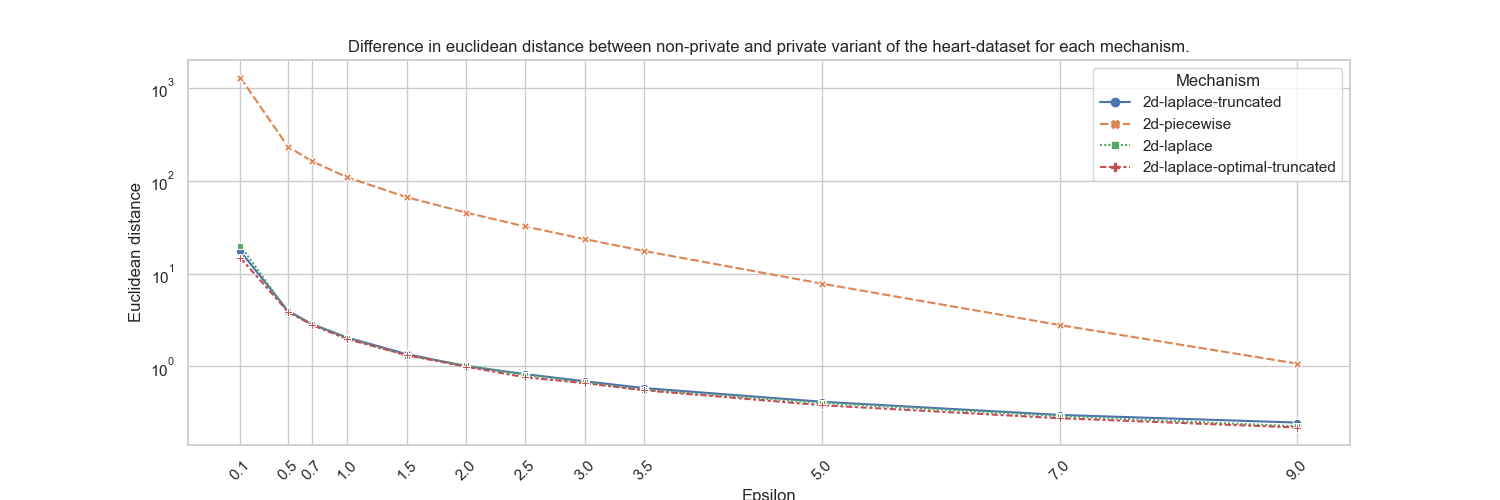 Difference in euclidean distance between non-private and private variant of the heart-dataset for each mechanism.
Euclidean distance
10^3
10^2
10^1
10^0
Mechanism
2d-laplace-truncated
2d-piecewise
2d-laplace
2d-laplace-optimal-truncated
0.1
0.5
0.7
1.0
1.5
2.0
2.5
3.0
3.5
5.0
7.0
9.0
Epsilon